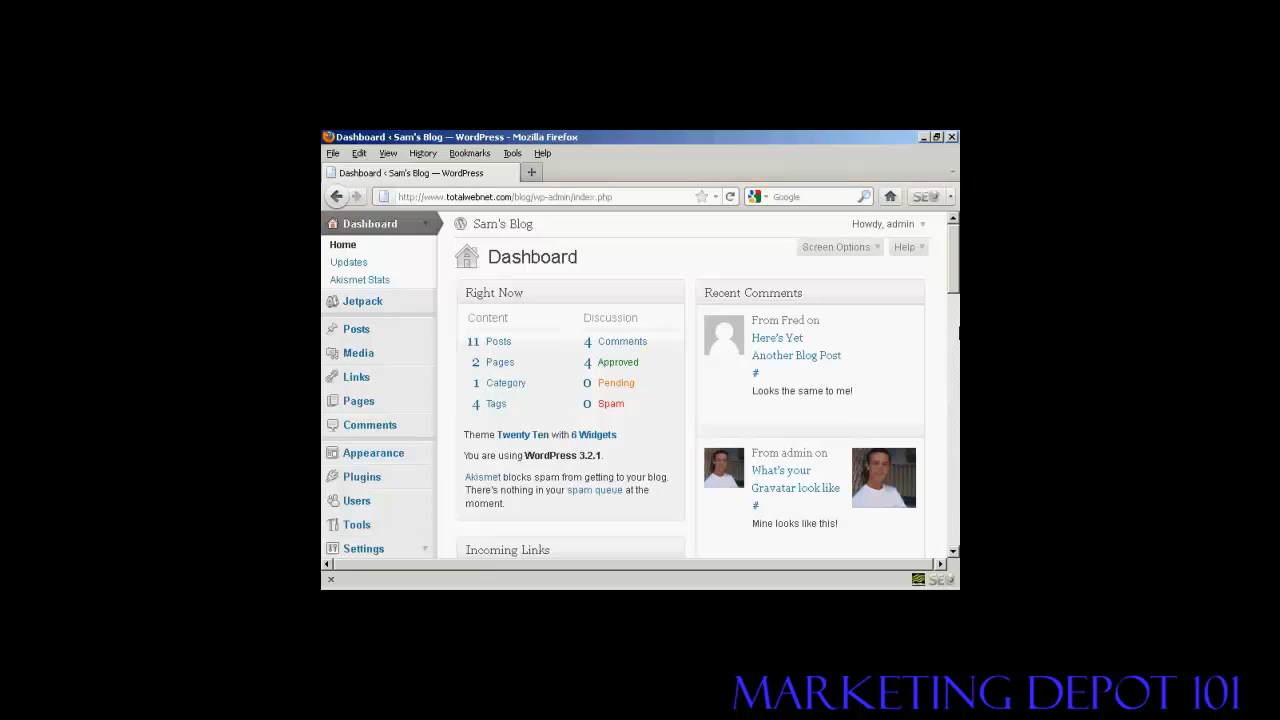 Dashboard ‹ Sam's Blog — WordPress - Mozilla Firefox
File Edit View History Bookmarks Tools Help
Dashboard ‹ Sam's Blog — WordPress
http://www.totalwebnet.com/blog/wp-admin/index.php
Google
SEO
Dashboard
Home
Updates
Akismet Stats
Jetpack
Posts
Media
Links
Pages
Comments
Appearance
Plugins
Users
Tools
Settings
Sam's Blog
Howdy, admin
Screen Options
Help
Dashboard
Right Now
Content
Discussion
11 Posts
4 Comments
2 Pages
4 Approved
1 Category
0 Pending
4 Tags
0 Spam
Theme Twenty Ten with 6 Widgets
You are using WordPress 3.2.1.
Akismet blocks spam from getting to your blog.
There's nothing in your spam queue at the
moment.
Incoming Links
Recent Comments
From Fred on
Here's Yet
Another Blog Post
#
Looks the same to me!
From admin on
What's your
Gravatar look like
#
Mine looks like this!
SEO
MARKETING DEPOT 101